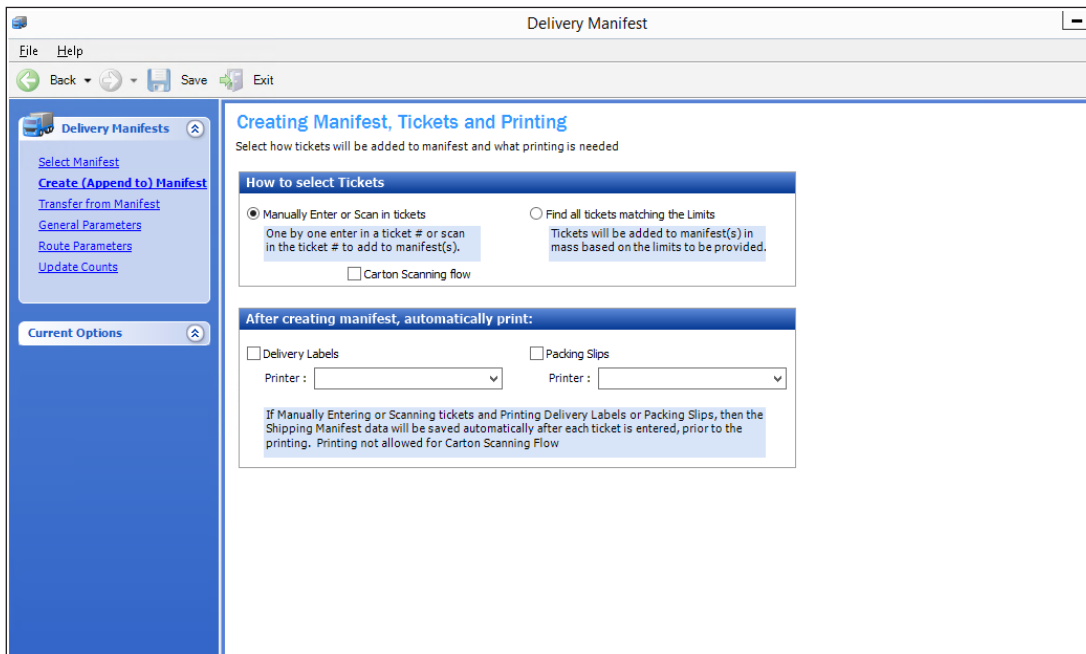 Delivery Manifest
File Help
Back Save Exit
Delivery Manifests
Select Manifest
Create (Append to) Manifest
Transfer from Manifest
General Parameters
Route Parameters
Update Counts
Current Options
Creating Manifest, Tickets and Printing
Select how tickets will be added to manifest and what printing is needed
How to select Tickets
Manually Enter or Scan in tickets
One by one enter in a ticket # or scan
in the ticket # to add to manifest(s).
Carton Scanning flow
Find all tickets matching the Limits
Tickets will be added to manifest(s) in
mass based on the limits to be provided.
After creating manifest, automatically print:
Delivery Labels
Printer :
Packing Slips
Printer :
If Manually Entering or Scanning tickets and Printing Delivery Labels or Packing Slips, then the
Shipping Manifest data will be saved automatically after each ticket is entered, prior to the
printing. Printing not allowed for Carton Scanning Flow